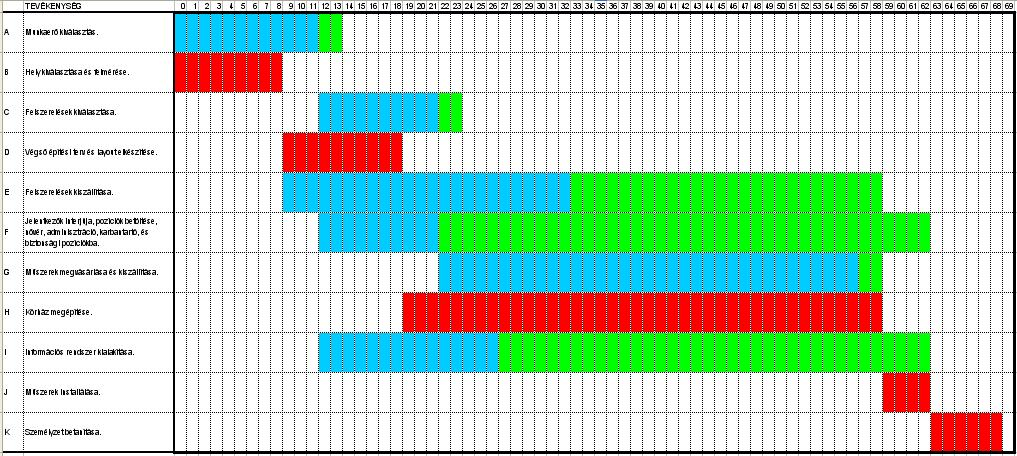 TEVÉKENYSÉG 0 1 2 3 4 5 6 7 8 9 10 11 12 13 14 15 16 17 18 19 20 21 22 23 24 25 26 27 28 29 30 31 32 33 34 35 36 37 38 39 40 41 42 43 44 45 46 47 48 49 50 51 52 53 54 55 56 57 58 59 60 61 62 63 64 65 66 67 68 69
A Munkaerő kiválasztás.
B Hely kiválasztása és felmérése.
C Felszerelések kiválasztása.
D Végső építési terv és layout elkészítése.
E Felszerelések kiszállítása.
F Jelentkezők interjúja, pozíciók betöltése,
nővér, adminisztráció, karbantartó, és
biztonsági pozíciókba.
G Műszerek megvásárlása és kiszállítása.
H Kórház megépítése.
I Információs rendszer kialakítása.
J Műszerek installálása.
K Személyzet betanítása.